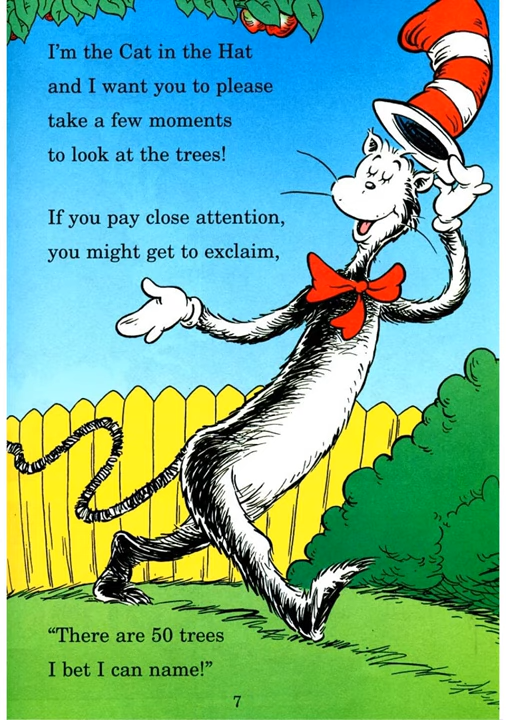 I'm the Cat in the Hat
and I want you to please
take a few moments
to look at the trees!
If you pay close attention,
you might get to exclaim,
“There are 50 trees
I bet I can name!”
7